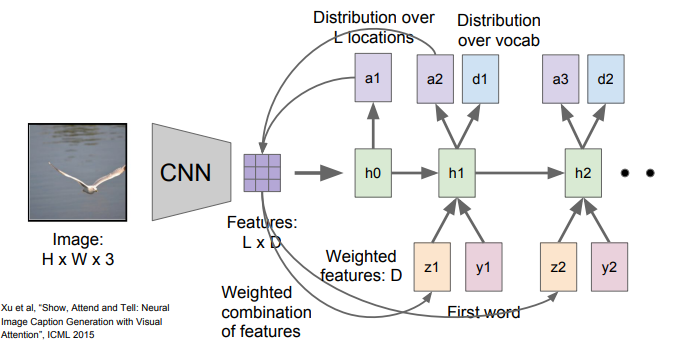 Distribution over
L locations
Distribution
over vocab
a1
a2
d1
a3
d2
CNN
h0
h1
h2
Image:
H x W x 3
Features:
L x D
Weighted
features: D
z1
y1
z2
y2
Weighted
combination
of features
First word
Xu et al, “Show, Attend and Tell: Neural
Image Caption Generation with Visual
Attention”, ICML 2015